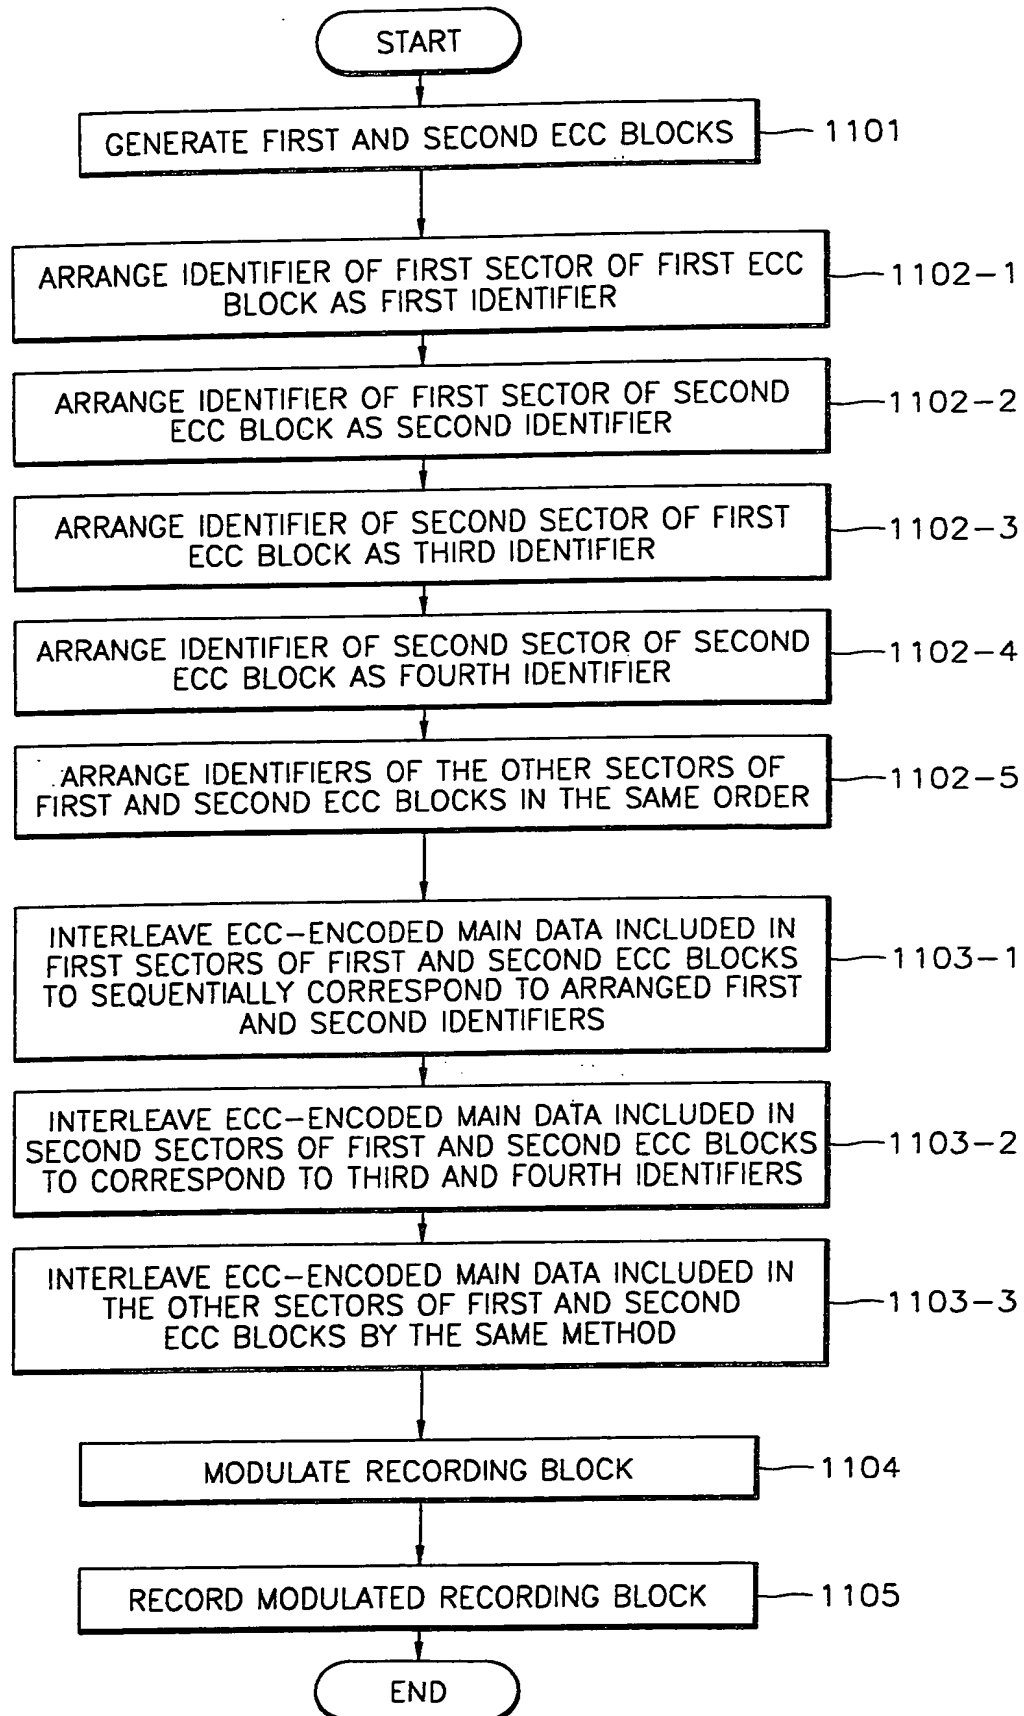 START
GENERATE FIRST AND SECOND ECC BLOCKS
1101
ARRANGE IDENTIFIER OF FIRST SECTOR OF FIRST ECC
BLOCK AS FIRST IDENTIFIER
1102-1
ARRANGE IDENTIFIER OF FIRST SECTOR OF SECOND
ECC BLOCK AS SECOND IDENTIFIER
1102-2
ARRANGE IDENTIFIER OF SECOND SECTOR OF FIRST
ECC BLOCK AS THIRD IDENTIFIER
1102-3
ARRANGE IDENTIFIER OF SECOND SECTOR OF SECOND
ECC BLOCK AS FOURTH IDENTIFIER
1102-4
ARRANGE IDENTIFIERS OF THE OTHER SECTORS OF
FIRST AND SECOND ECC BLOCKS IN THE SAME ORDER
1102-5
INTERLEAVE ECC-ENCODED MAIN DATA INCLUDED IN
FIRST SECTORS OF FIRST AND SECOND ECC BLOCKS
TO SEQUENTIALLY CORRESPOND TO ARRANGED FIRST
AND SECOND IDENTIFIERS
1103-1
INTERLEAVE ECC-ENCODED MAIN DATA INCLUDED IN
SECOND SECTORS OF FIRST AND SECOND ECC BLOCKS
TO CORRESPOND TO THIRD AND FOURTH IDENTIFIERS
1103-2
INTERLEAVE ECC-ENCODED MAIN DATA INCLUDED IN
THE OTHER SECTORS OF FIRST AND SECOND
ECC BLOCKS BY THE SAME METHOD
1103-3
MODULATE RECORDING BLOCK
1104
RECORD MODULATED RECORDING BLOCK
1105
END